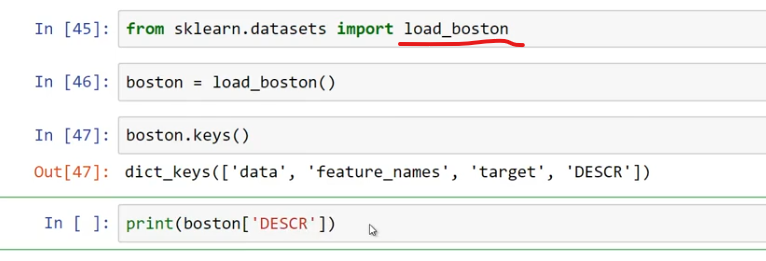 In [45]: from sklearn.datasets import load_boston
In [46]: boston = load_boston()
In [47]: boston.keys()
Out[47]: dict_keys(['data', 'feature_names', 'target', 'DESCR'])
In [ ]: print(boston['DESCR'])